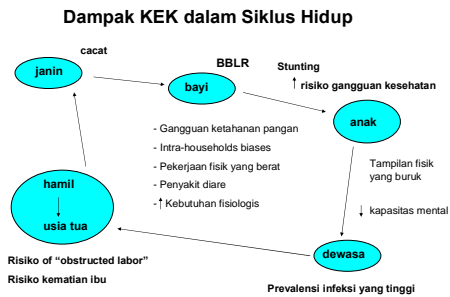 Dampak KEK dalam Siklus Hidup
cacat
janin
BBLR
bayi
Stunting
↑ risiko gangguan kesehatan
anak
- Gangguan ketahanan pangan
- Intra-households biases
- Pekerjaan fisik yang berat
- Penyakit diare
-↑ Kebutuhan fisiologis
Tampilan fisik
yang buruk
↓ kapasitas mental
hamil
↓
usia tua
dewasa
Risiko of “obstructed labor”
Risiko kematian ibu
Prevalensi infeksi yang tinggi